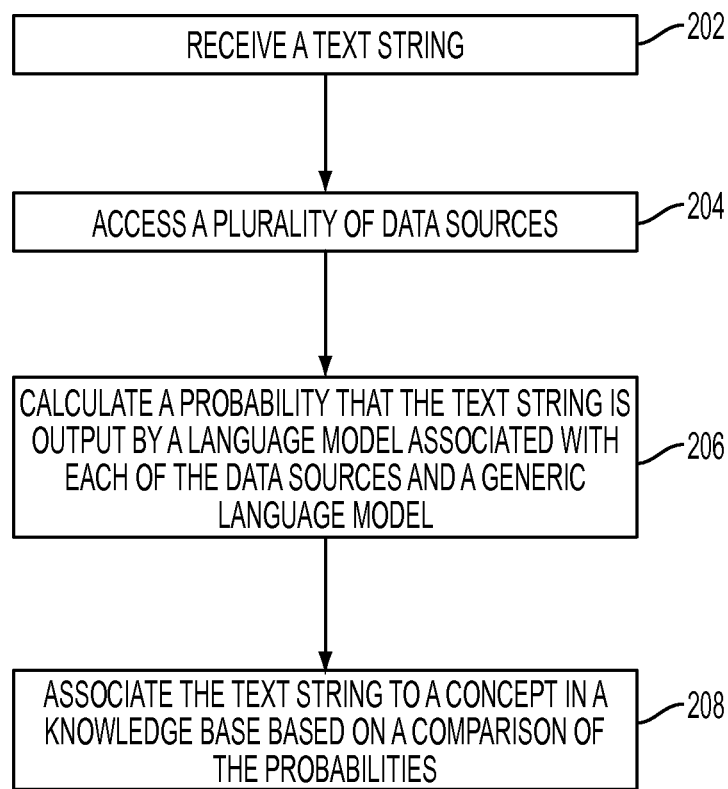 RECEIVE A TEXT STRING
202
ACCESS A PLURALITY OF DATA SOURCES
204
CALCULATE A PROBABILITY THAT THE TEXT STRING IS
OUTPUT BY A LANGUAGE MODEL ASSOCIATED WITH
EACH OF THE DATA SOURCES AND A GENERIC
LANGUAGE MODEL
206
ASSOCIATE THE TEXT STRING TO A CONCEPT IN A
KNOWLEDGE BASE BASED ON A COMPARISON OF
THE PROBABILITIES
208